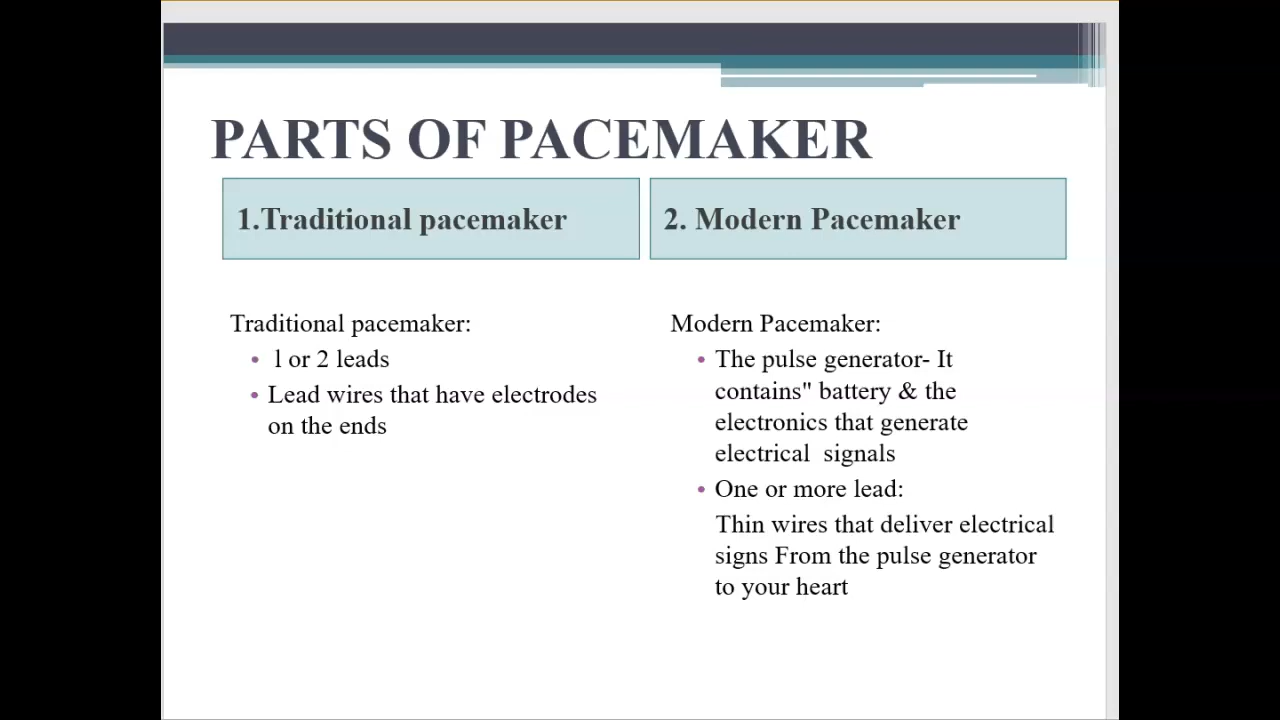 PARTS OF PACEMAKER
1.Traditional pacemaker
2. Modern Pacemaker
Traditional pacemaker:
• l or 2 leads
• Lead wires that have electrodes
on the ends
Modern Pacemaker:
• The pulse generator- It
contains" battery & the
electronics that generate
electrical signals
• One or more lead:
Thin wires that deliver electrical
signs From the pulse generator
to your heart